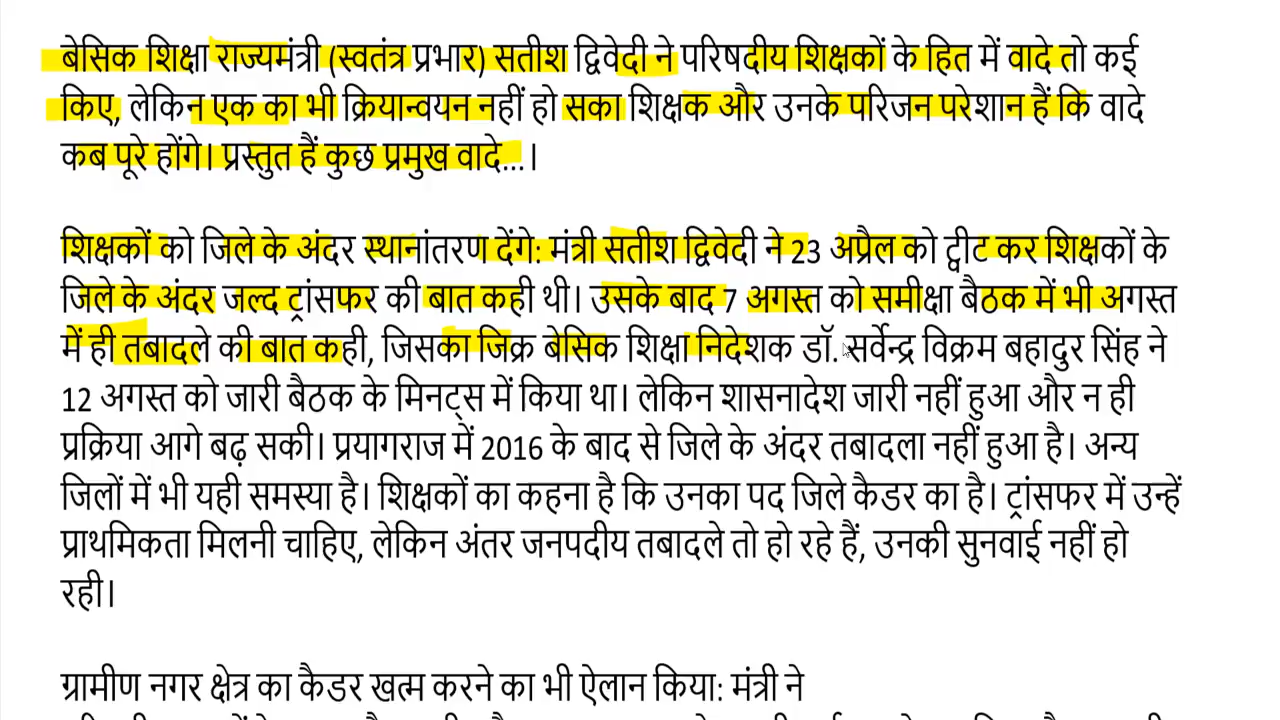 बेसिक शिक्षा राज्यमंत्री (स्वतंत्र प्रभार) सतीश द्विवेदी ने परिषदीय शिक्षकों के हित में वादे तो कई
किए, लेकिन एक का भी क्रियान्वयन नहीं हो सका शिक्षक और उनके परिजन परेशान हैं कि वादे
कब पूरे होंगे। प्रस्तुत हैं कुछ प्रमुख वादे...।
शिक्षकों को जिले के अंदर स्थानांतरण देंगे: मंत्री सतीश द्विवेदी ने 23 अप्रैल को ट्वीट कर शिक्षकों के
जिले के अंदर जल्द ट्रांसफर की बात कही थी। उसके बाद 7 अगस्त को समीक्षा बैठक में भी अगस्त
में ही तबादले की बात कही, जिसका जिक्र बेसिक शिक्षा निदेशक डॉ. सर्वेन्द्र विक्रम बहादुर सिंह ने
12 अगस्त को जारी बैठक के मिनट्स में किया था। लेकिन शासनादेश जारी नहीं हुआ और न ही
प्रक्रिया आगे बढ़ सकी। प्रयागराज में 2016 के बाद से जिले के अंदर तबादला नहीं हुआ है। अन्य
जिलों में भी यही समस्या है। शिक्षकों का कहना है कि उनका पद जिले कैडर का है। ट्रांसफर में उन्हें
प्राथमिकता मिलनी चाहिए, लेकिन अंतर जनपदीय तबादले तो हो रहे हैं, उनकी सुनवाई नहीं हो
रही।
ग्रामीण नगर क्षेत्र का कैडर खत्म करने का भी ऐलान किया: मंत्री ने